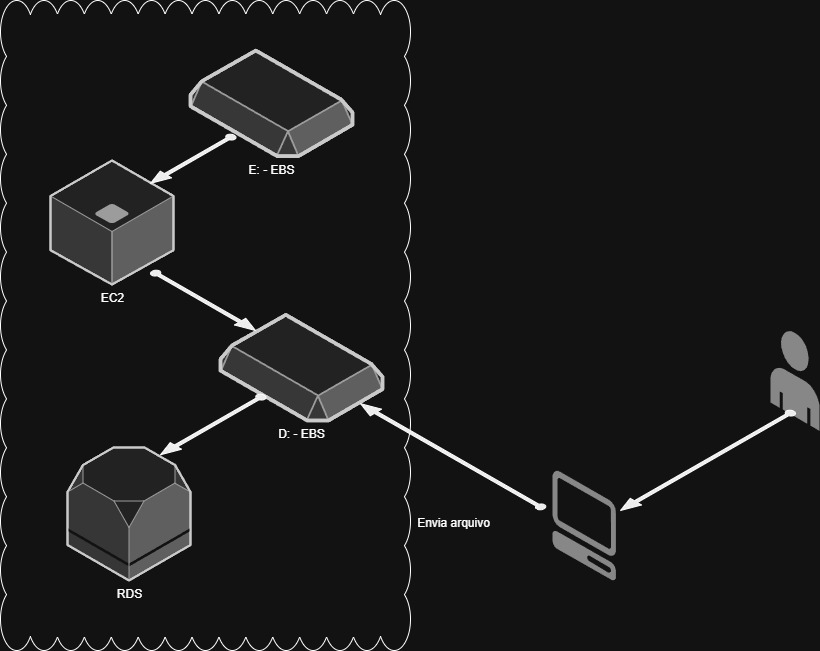 E: - EBS
EC2
D: - EBS
Envia arquivo
RDS